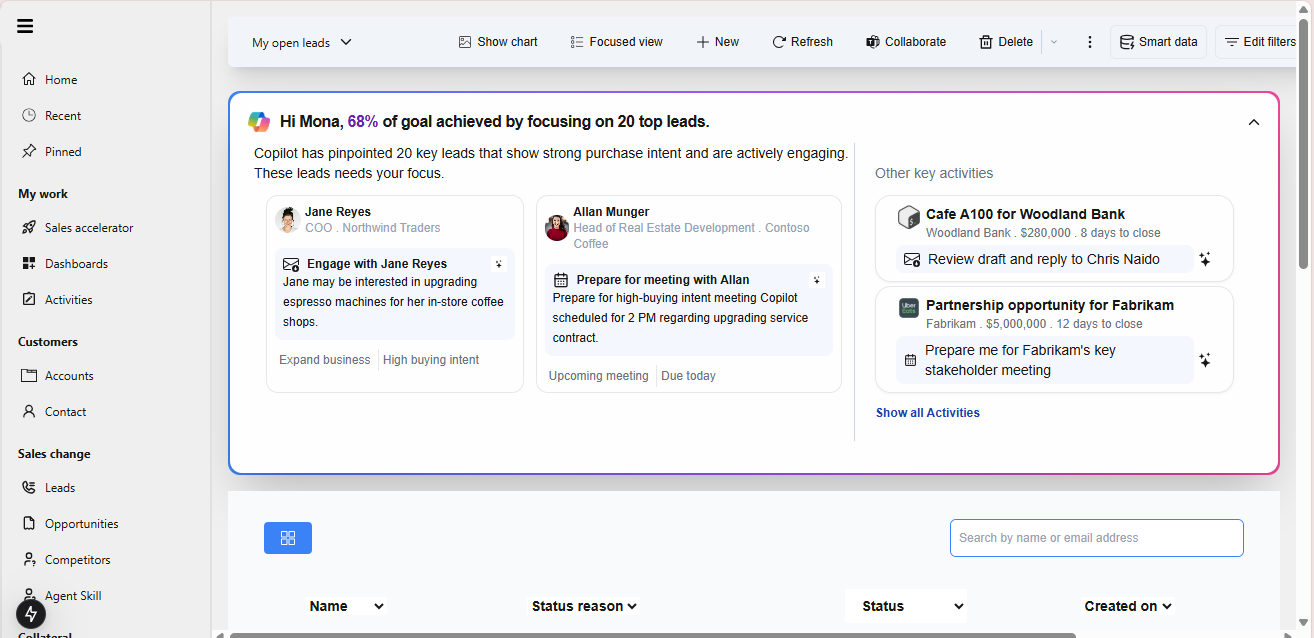 My open leads
Show chart
Focused view
New
Refresh
Collaborate
Delete
Smart data
Edit filters
Home
Recent
Pinned
My work
Sales accelerator
Dashboards
Activities
Customers
Accounts
Contact
Sales change
Leads
Opportunities
Competitors
Agent Skill
Collateral
Hi Mona, 68% of goal achieved by focusing on 20 top leads.
Copilot has pinpointed 20 key leads that show strong purchase intent and are actively engaging.
These leads needs your focus.
Jane Reyes
COO . Northwind Traders
Engage with Jane Reyes
Jane may be interested in upgrading
espresso machines for her in-store coffee
shops.
Expand business
High buying intent
Allan Munger
Head of Real Estate Development . Contoso
Coffee
Prepare for meeting with Allan
Prepare for high-buying intent meeting Copilot
scheduled for 2 PM regarding upgrading service
contract.
Upcoming meeting
Due today
Other key activities
Cafe A100 for Woodland Bank
Woodland Bank . $280,000 . 8 days to close
Review draft and reply to Chris Naido
Uber
Eats
Partnership opportunity for Fabrikam
Fabrikam . $5,000,000 . 12 days to close
Prepare me for Fabrikam's key
stakeholder meeting
Show all Activities
Search by name or email address
Name
Status reason
Status
Created on